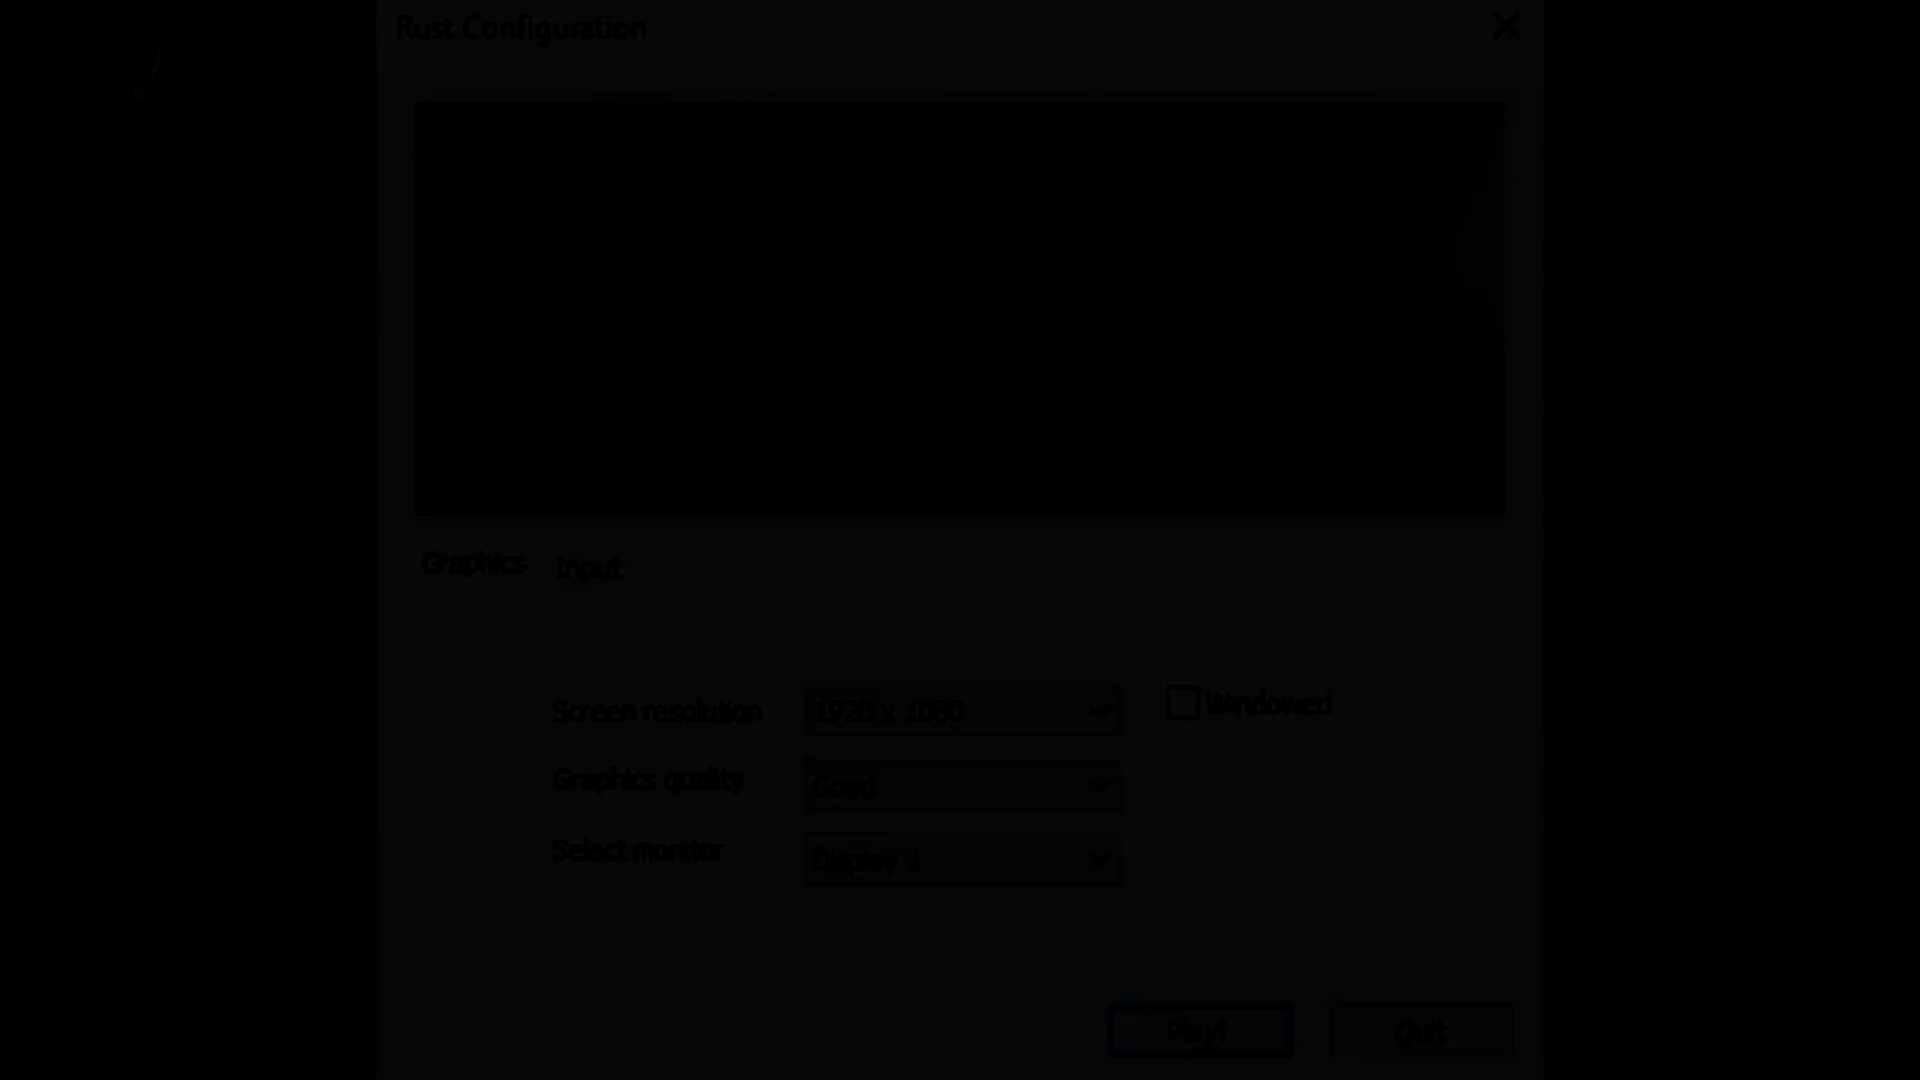 Rust Configuration
Graphics Input
Screen resolution 1920 x 1080 Windowed
Graphics quality Good
Select monitor Display 1
Play! Quit